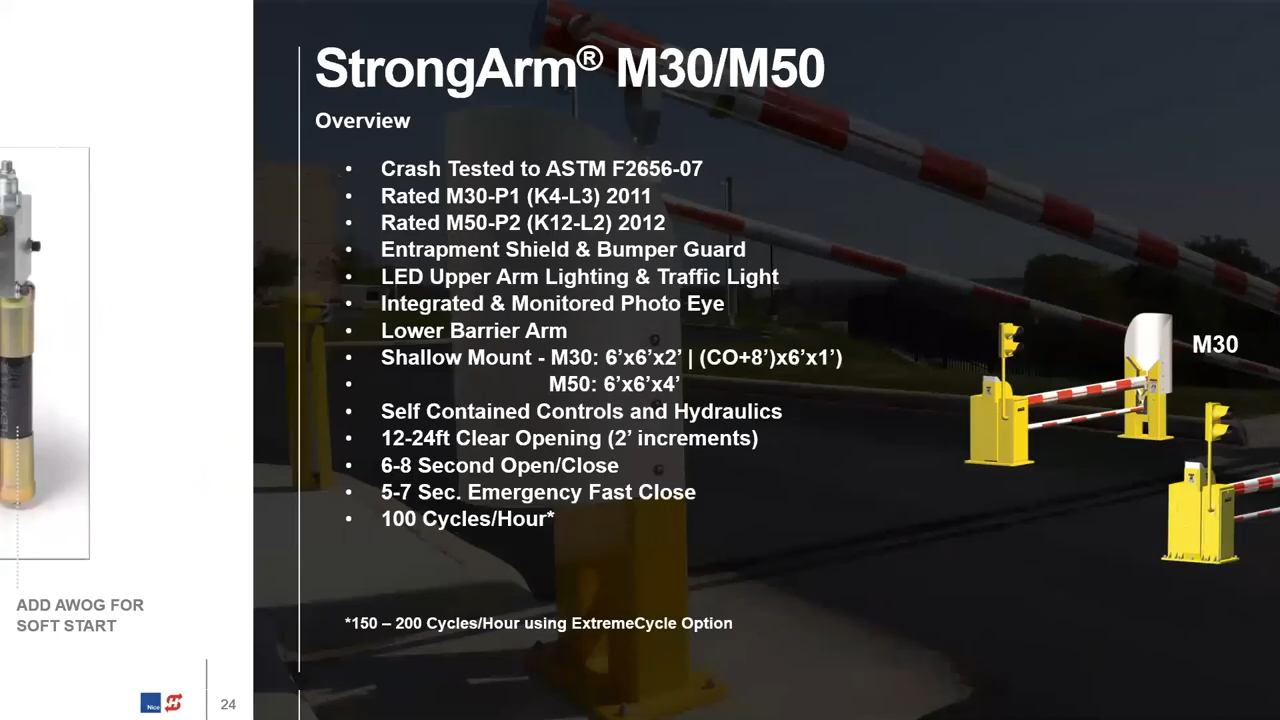 StrongArm® M30/M50
Overview
• Crash Tested to ASTM F2656-07
• Rated M30-P1 (K4-L3) 2011
• Rated M50-P2 (K12-L2) 2012
• Entrapment Shield & Bumper Guard
• LED Upper Arm Lighting & Traffic Light
• Integrated & Monitored Photo Eye
• Lower Barrier Arm
• Shallow Mount - M30: 6’x6’x2’ | (CO+8’)x6’x1’)
• M50: 6’x6’x4’
• Self Contained Controls and Hydraulics
• 12-24ft Clear Opening (2’ increments)
• 6-8 Second Open/Close
• 5-7 Sec. Emergency Fast Close
• 100 Cycles/Hour*
*150 – 200 Cycles/Hour using ExtremeCycle Option
M30
ADD AWOG FOR
SOFT START
Nice
24